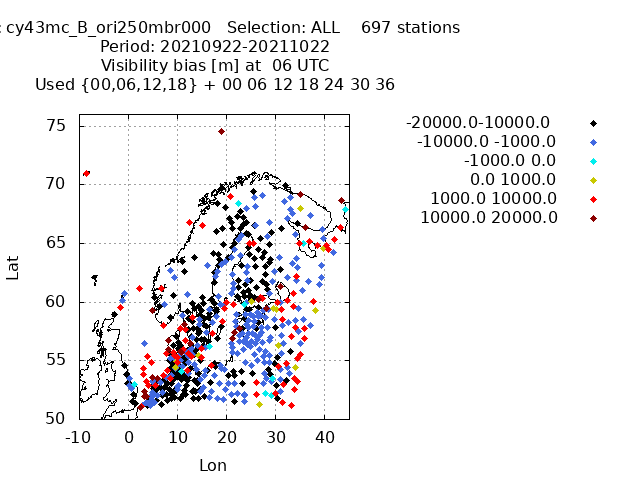 : cy43mc_B_ori250mbr000 Selection: ALL 697 stations
Period: 20210922-20211022
Visibility bias [m] at 06 UTC
Used {00,06,12,18} + 00 06 12 18 24 30 36
-20000.0-10000.0
-10000.0 -1000.0
-1000.0 0.0
0.0 1000.0
1000.0 10000.0
10000.0 20000.0
75
70
65
60
55
50
Lat
-10 0 10 20 30 40
Lon